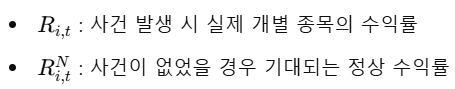 • R_{i,t} : 사건 발생 시 실제 개별 종목의 수익률
• R^N_{i,t} : 사건이 없었을 경우 기대되는 정상 수익률